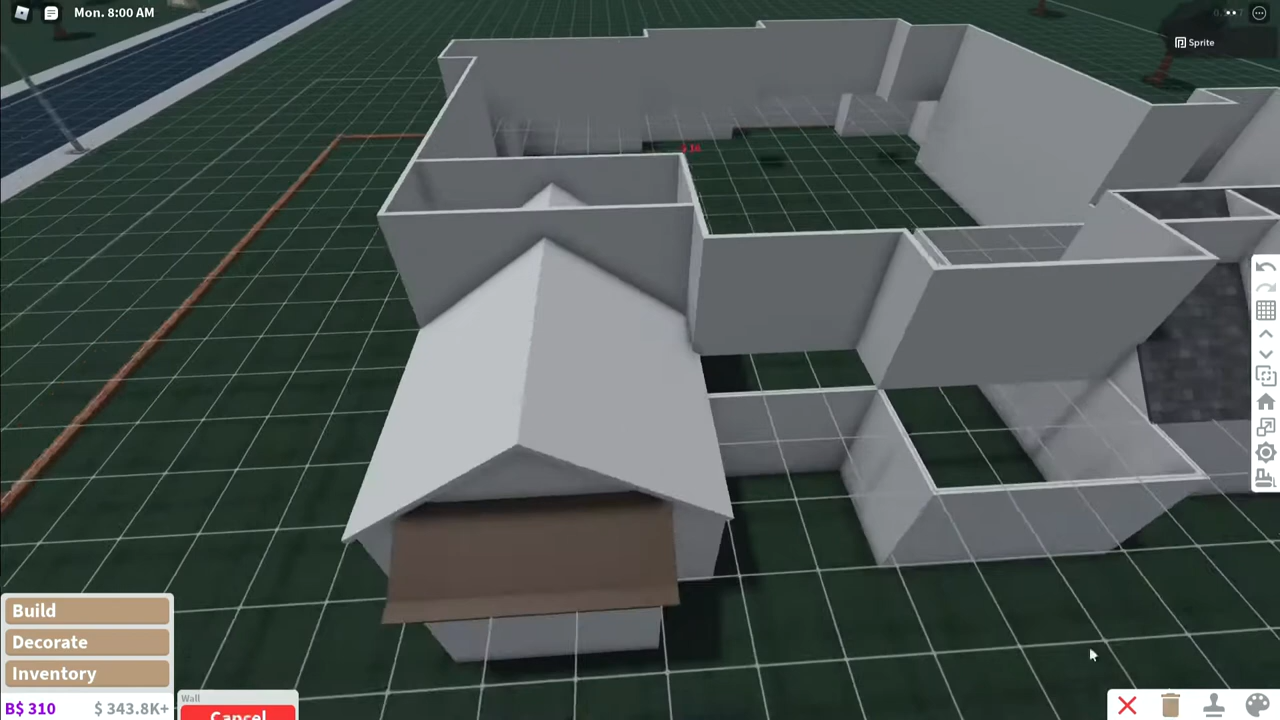 Mon. 8:00 AM
Sprite
Build
Decorate
Inventory
B$ 310
$ 343.8K+
Wall
Cancel